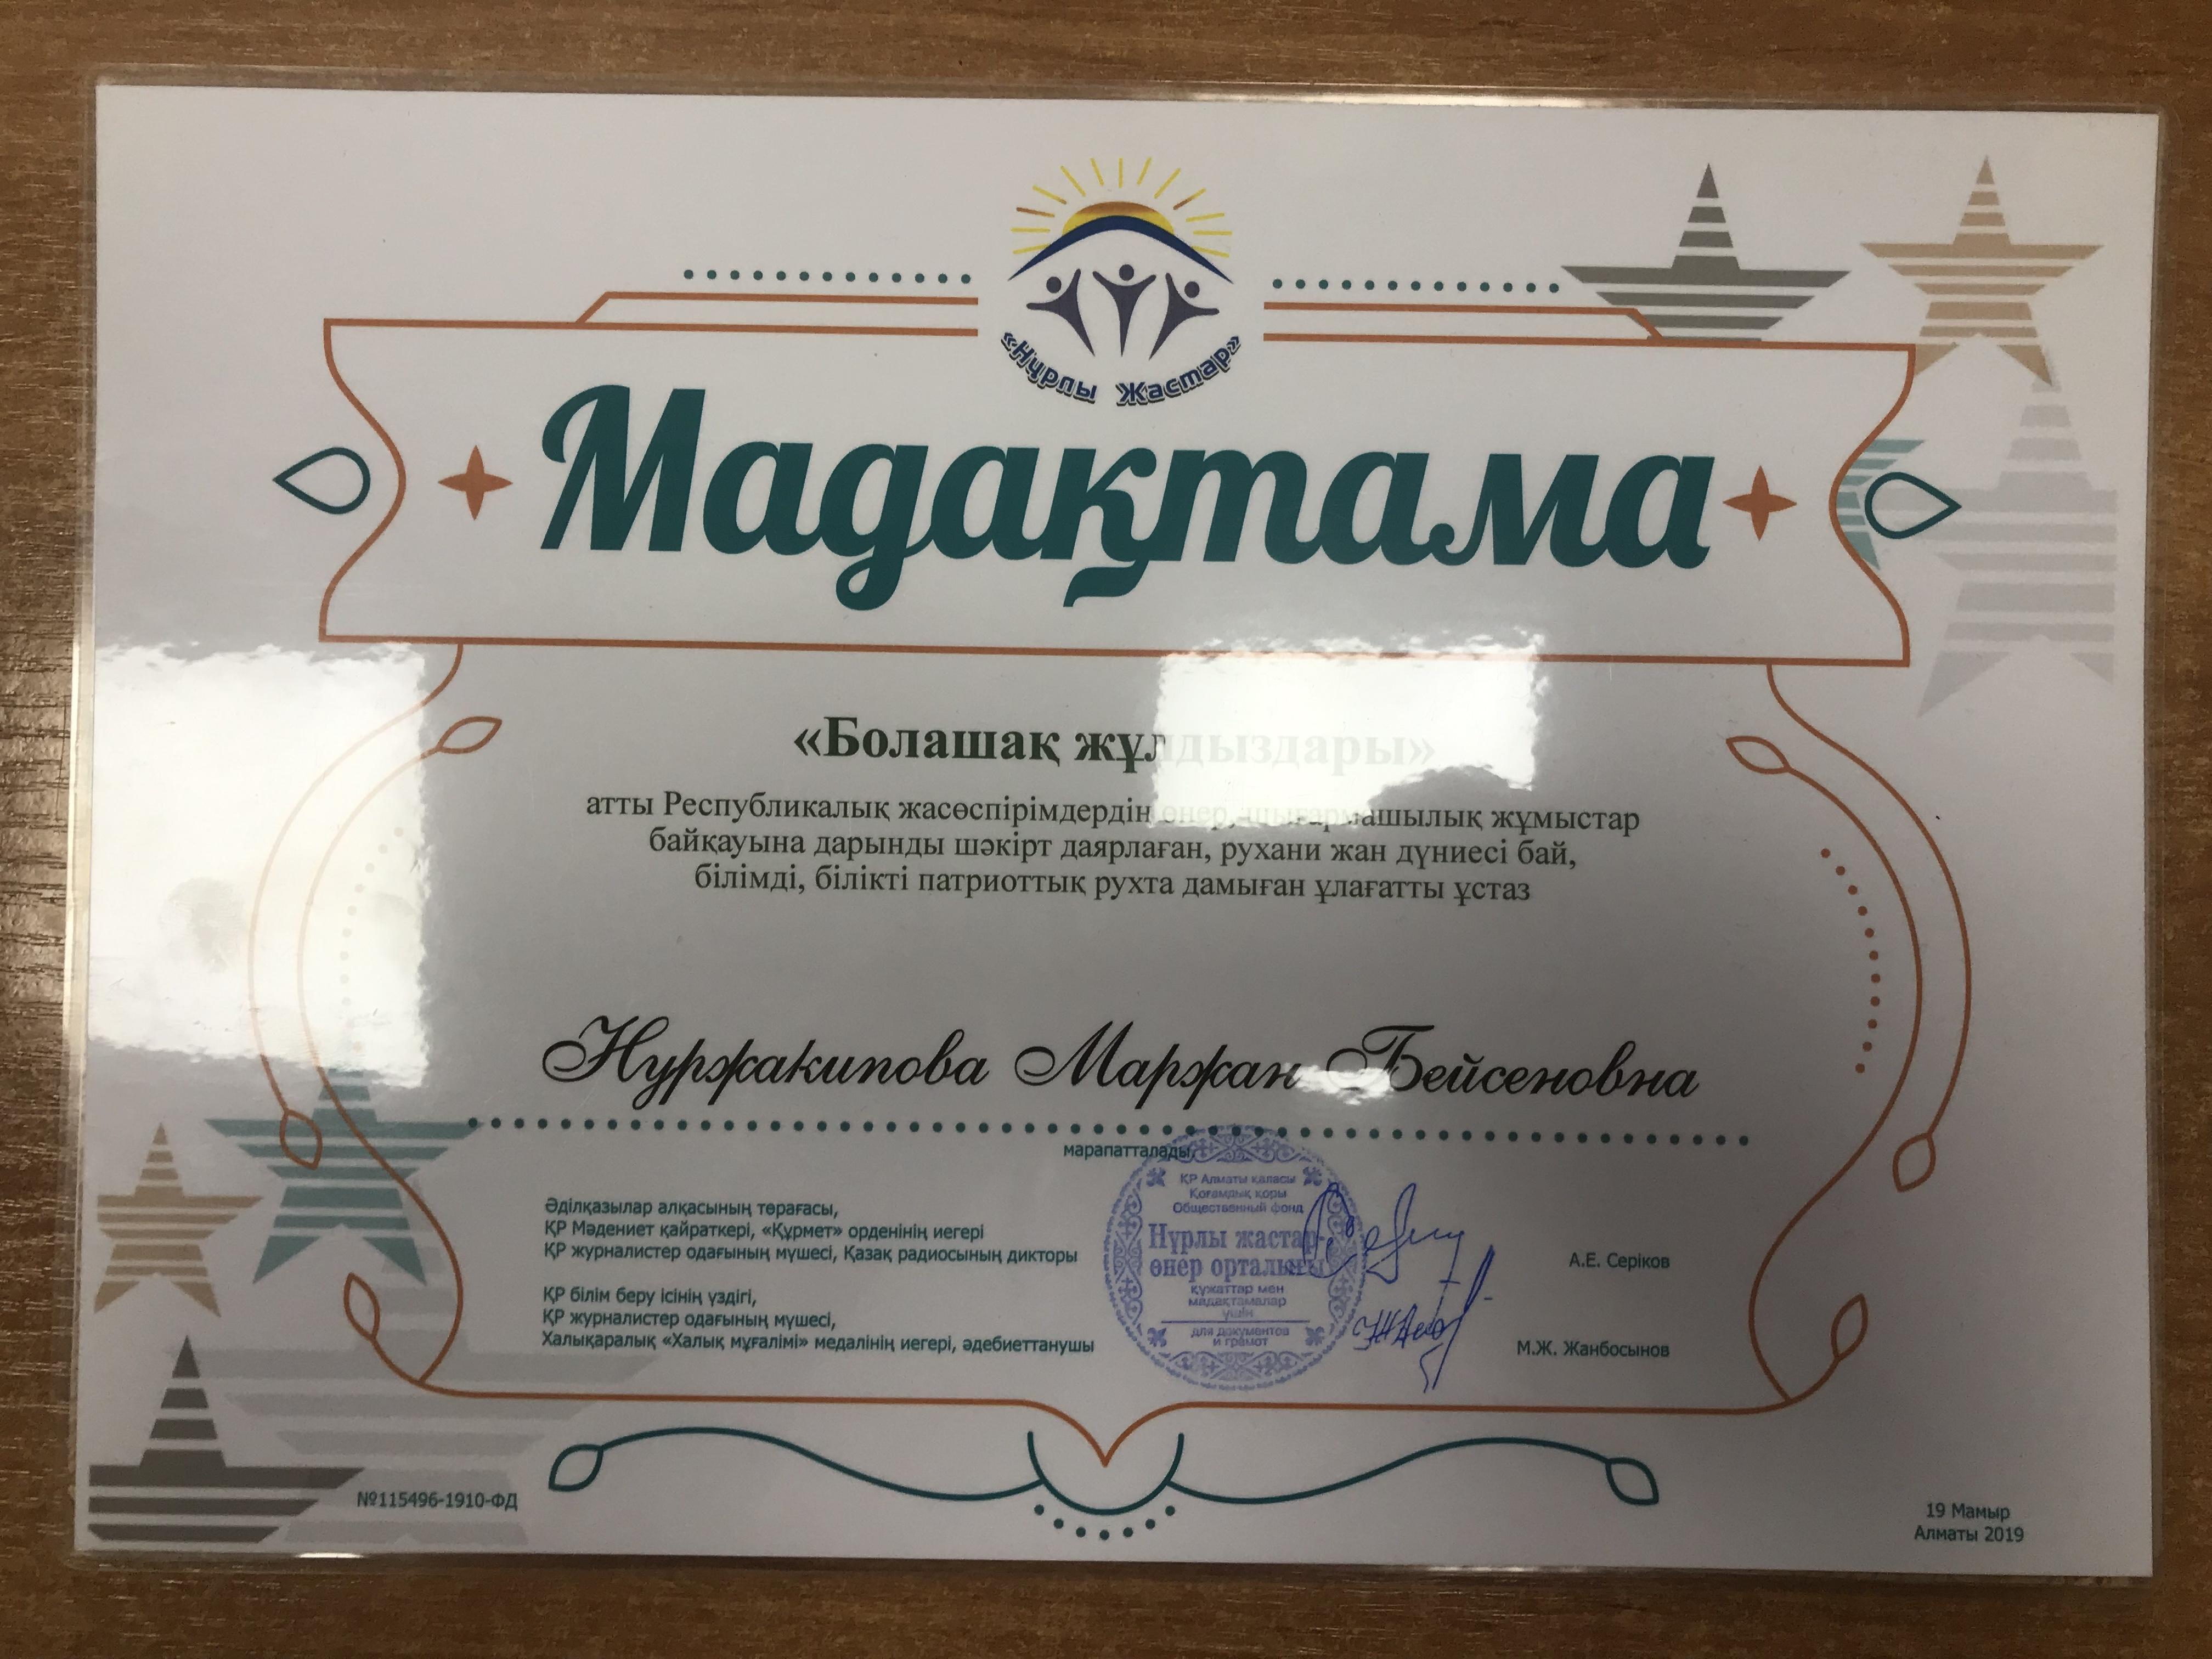 «Нұрлы Жастар»
Мадақтама
«Болашақ жұлдыздары»
атты Республикалық жасөспірімдердің өнер, шығармашылық жұмыстар
байқауына дарынды шәкірт даярлаған, рухани жан дүниесі бай,
білімді, білікті патриоттық рухта дамыған ұлағатты ұстаз
Нуржакипова Маржан Бейсеновна
марапатталады
Әділқазылар алқасының төрағасы,
ҚР Мәдениет қайраткері, «Құрмет» орденінің иегері
ҚР журналистер одағының мүшесі, Қазақ радиосының дикторы
А.Е. Серіков
ҚР білім беру ісінің үздігі,
ҚР журналистер одағының мүшесі,
Халықаралық «Халық мұғалімі» медалінің иегері, әдебиеттанушы
М.Ж. Жанбосынов
ҚР Алматы қаласы
Қоғамдық қоры
Общественный фонд
Нұрлы жастар-
өнер орталығы
құжаттар мен
мадақтамалар
үшін
для документов
и грамот
№115496-1910-ФД
19 Мамыр
Алматы 2019